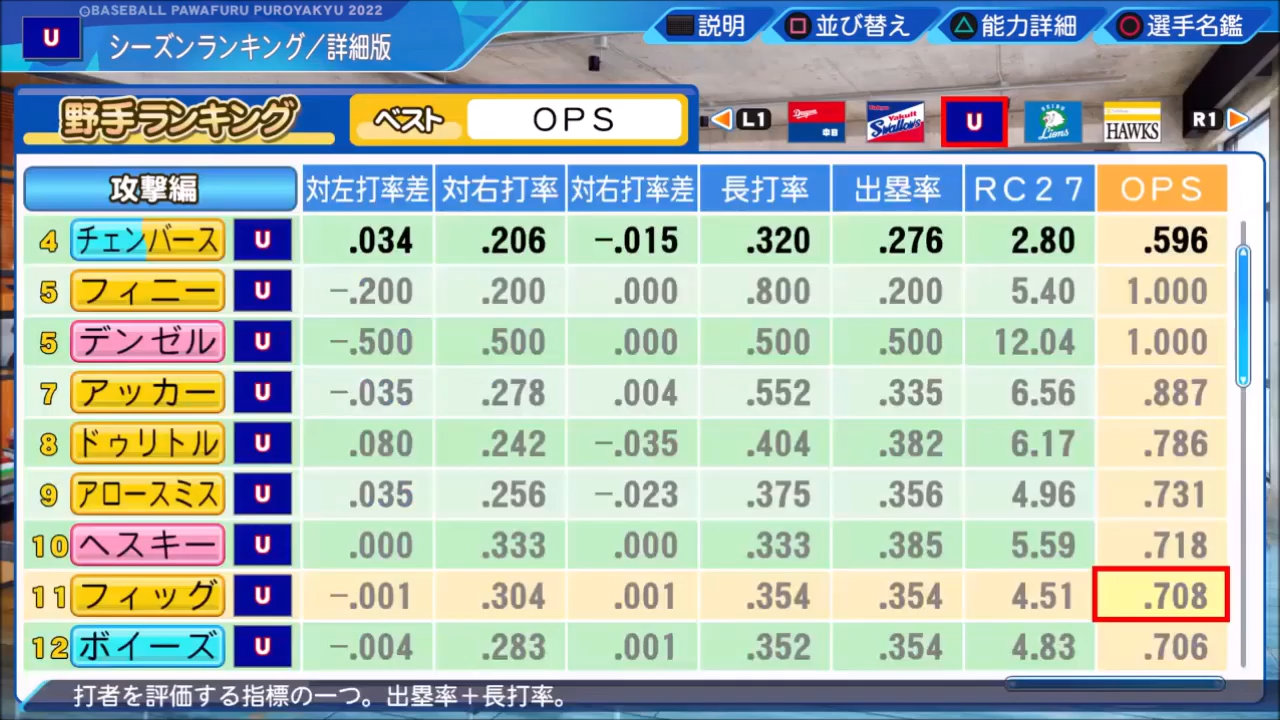 ©BASEBALL PAWAFURU PUROYAKYU 2022
U
シーズンランキング／詳細版
説明
並び替え
能力詳細
選手名鑑
野手ランキング
ベスト
OPS
L1
Dragons
中日
Yakult
Swallows
U
SEIBU
Lions
HAWKS
R1
攻撃編 対左打率差 対右打率 対右打率差 長打率 出塁率 RC27 OPS
4 チェンバース U .034 .206 -.015 .320 .276 2.80 .596
5 フィニー U -.200 .200 .000 .800 .200 5.40 1.000
5 デンゼル U -.500 .500 .000 .500 .500 12.04 1.000
7 アッカー U -.035 .278 .004 .552 .335 6.56 .887
8 ドゥリトル U .080 .242 -.035 .404 .382 6.17 .786
9 アロースミス U .035 .256 -.023 .375 .356 4.96 .731
10 ヘスキー U .000 .333 .000 .333 .385 5.59 .718
11 フィッグ U -.001 .304 .001 .354 .354 4.51 .708
12 ボイーズ U -.004 .283 .001 .352 .354 4.83 .706
打者を評価する指標の一つ。出塁率＋長打率。